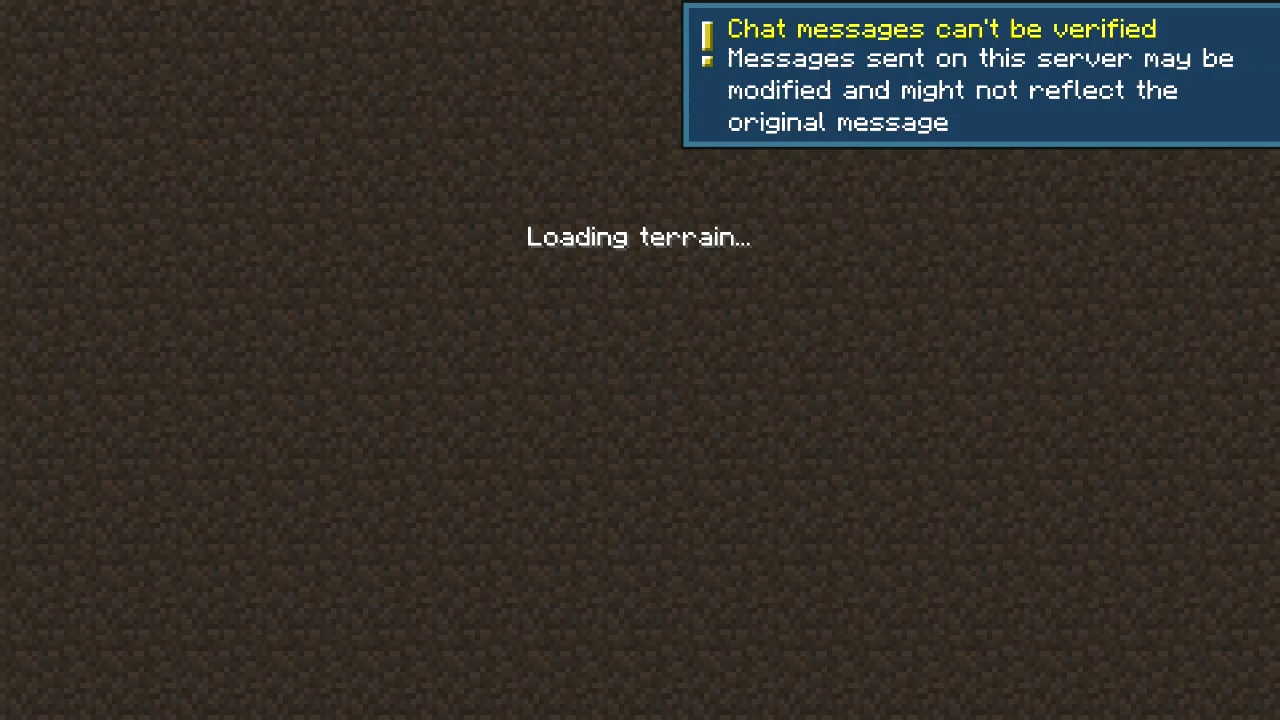 Chat messages can't be verified
Messages sent on this server may be
modified and might not reflect the
original message
Loading terrain...